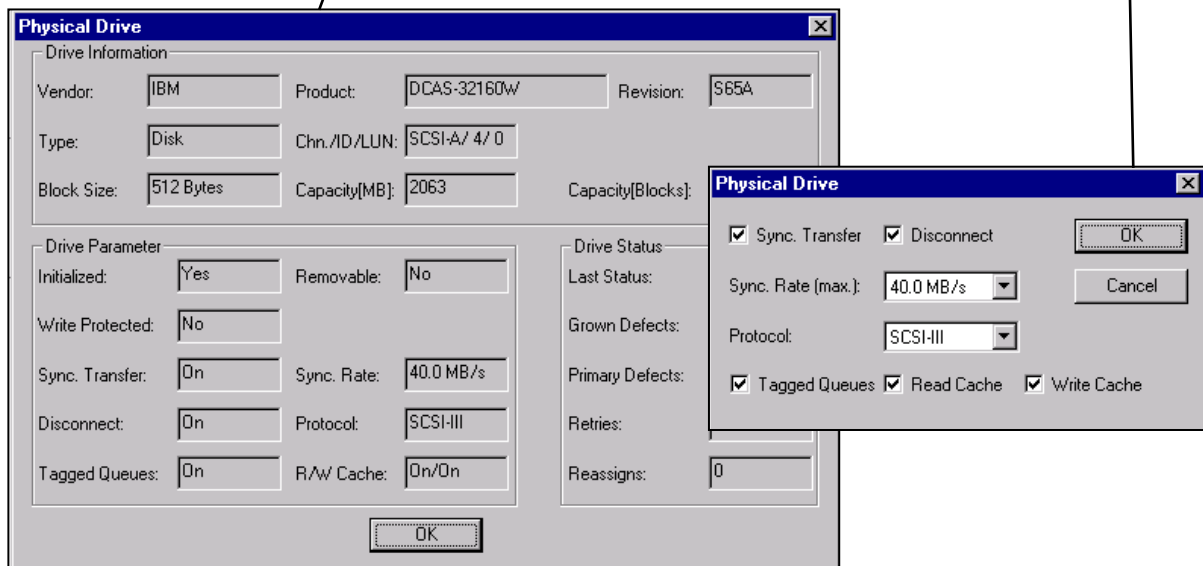 Physical Drive
Drive Information
Vendor: IBM Product: DCAS-32160W Revision: S65A
Type: Disk Chn./ID/LUN: SCSI-A/ 4/ 0
Block Size: 512 Bytes Capacity[MB]: 2063 Capacity[Blocks]:
Drive Parameter
Initialized: Yes Removable: No
Write Protected: No
Sync. Transfer: On Sync. Rate: 40.0 MB/s
Disconnect: On Protocol: SCSI-III
Tagged Queues: On R/W Cache: On/On
Drive Status
Last Status:
Grown Defects:
Primary Defects:
Retries:
Reassigns: 0
OK
Physical Drive
Sync. Transfer Disconnect OK
Sync. Rate (max.): 40.0 MB/s Cancel
Protocol: SCSI-III
Tagged Queues Read Cache Write Cache